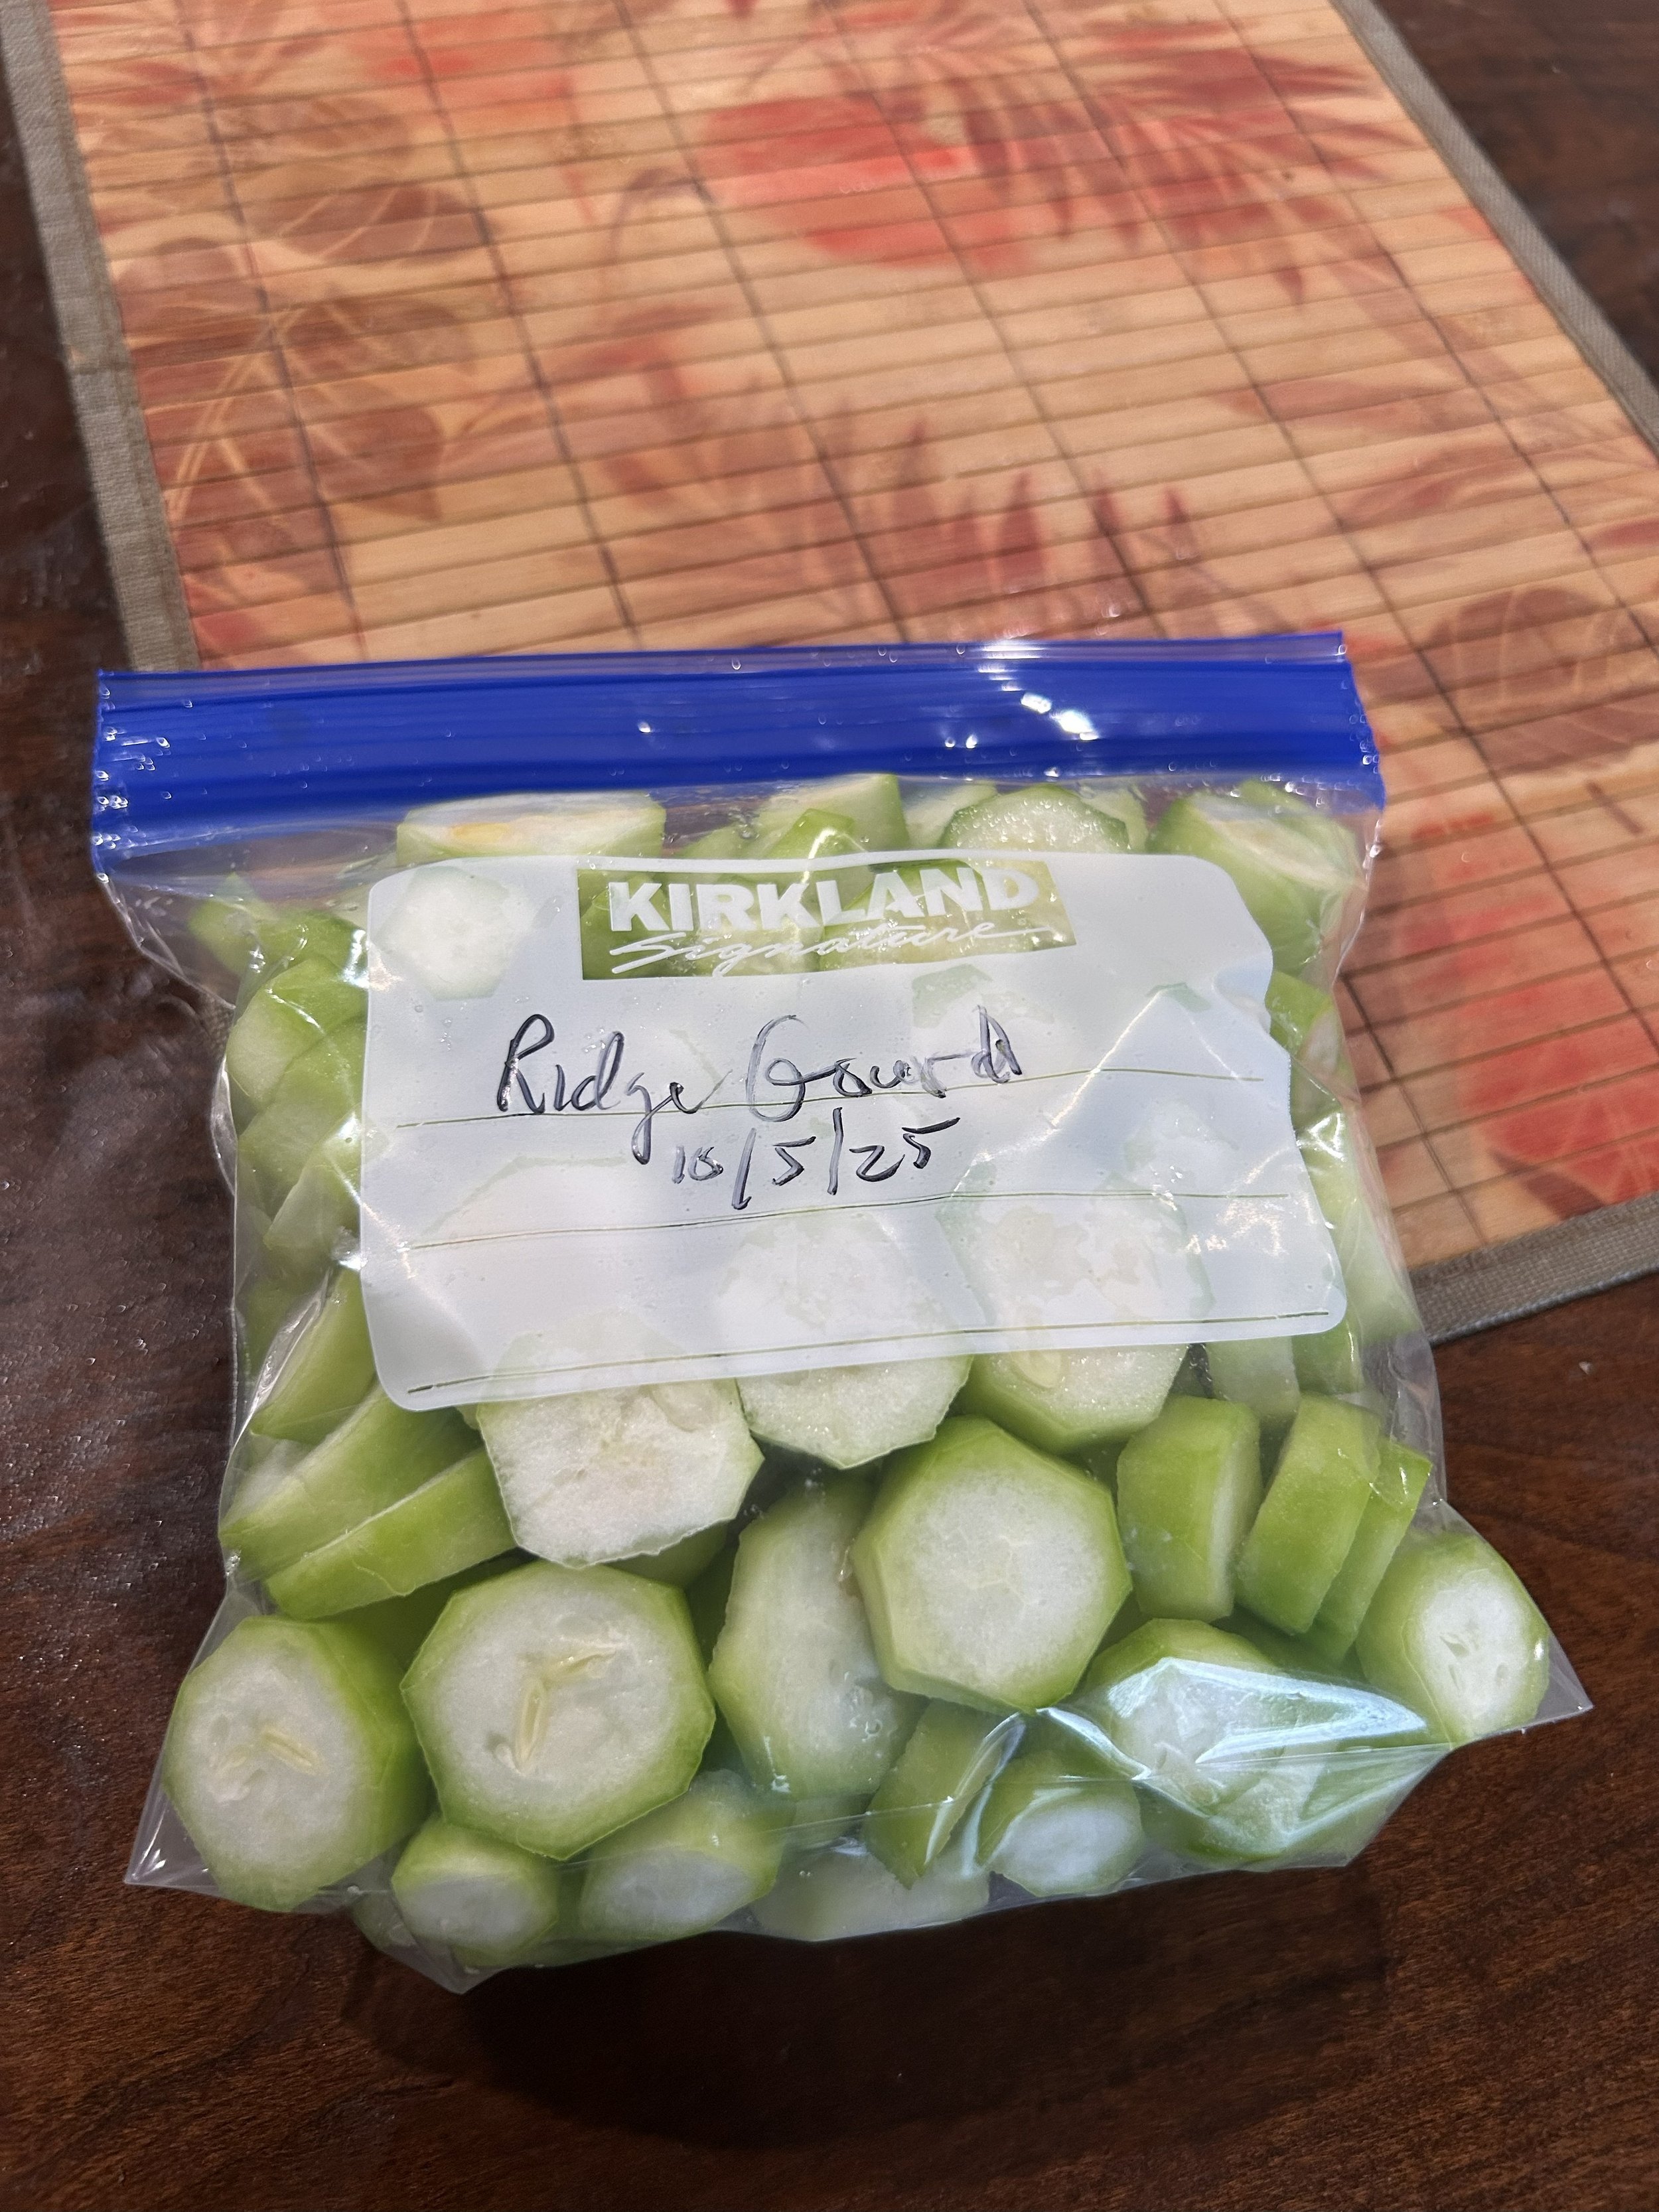 KIRKLAND
Signature
Ridge Gourd
10/5/25